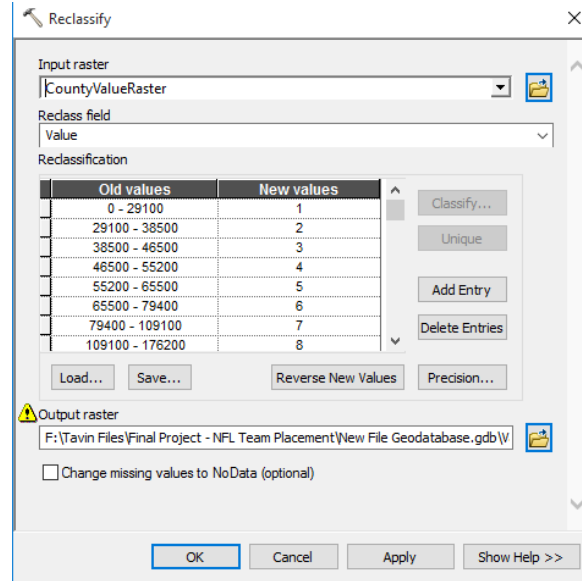 Reclassify
Input raster
CountyValueRaster
Reclass field
Value
Reclassification
Old values New values
0 - 29100 1
29100 - 38500 2
38500 - 46500 3
46500 - 55200 4
55200 - 65500 5
65500 - 79400 6
79400 - 109100 7
109100 - 176200 8
Classify...
Unique
Add Entry
Delete Entries
Load... Save... Reverse New Values Precision...
Output raster
F:\Tavin Files\Final Project - NFL Team Placement\New File Geodatabase.gdb\V
Change missing values to NoData (optional)
OK Cancel Apply Show Help >>